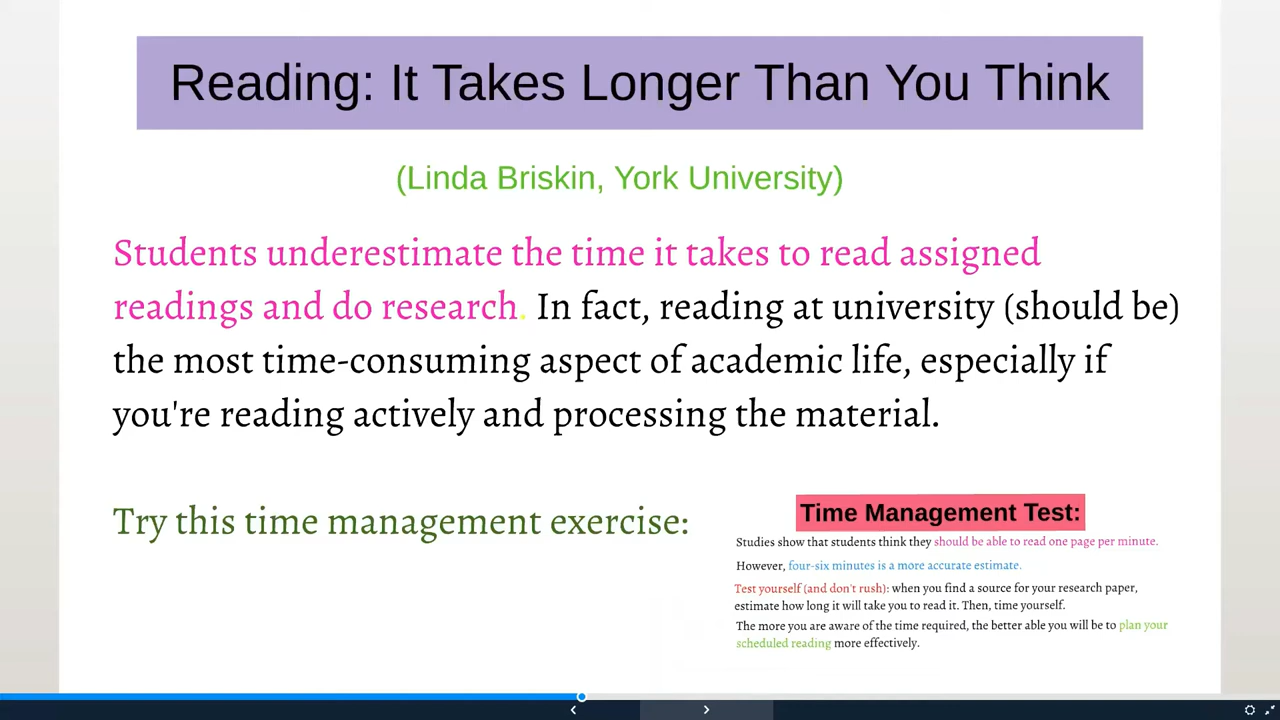 Reading: It Takes Longer Than You Think
(Linda Briskin, York University)
Students underestimate the time it takes to read assigned
readings and do research. In fact, reading at university (should be)
the most time-consuming aspect of academic life, especially if
you're reading actively and processing the material.
Try this time management exercise:
Time Management Test:
Studies show that students think they should be able to read one page per minute.
However, four-six minutes is a more accurate estimate.
Test yourself (and don't rush): when you find a source for your research paper,
estimate how long it will take you to read it. Then, time yourself.
The more you are aware of the time required, the better able you will be to plan your
scheduled reading more effectively.